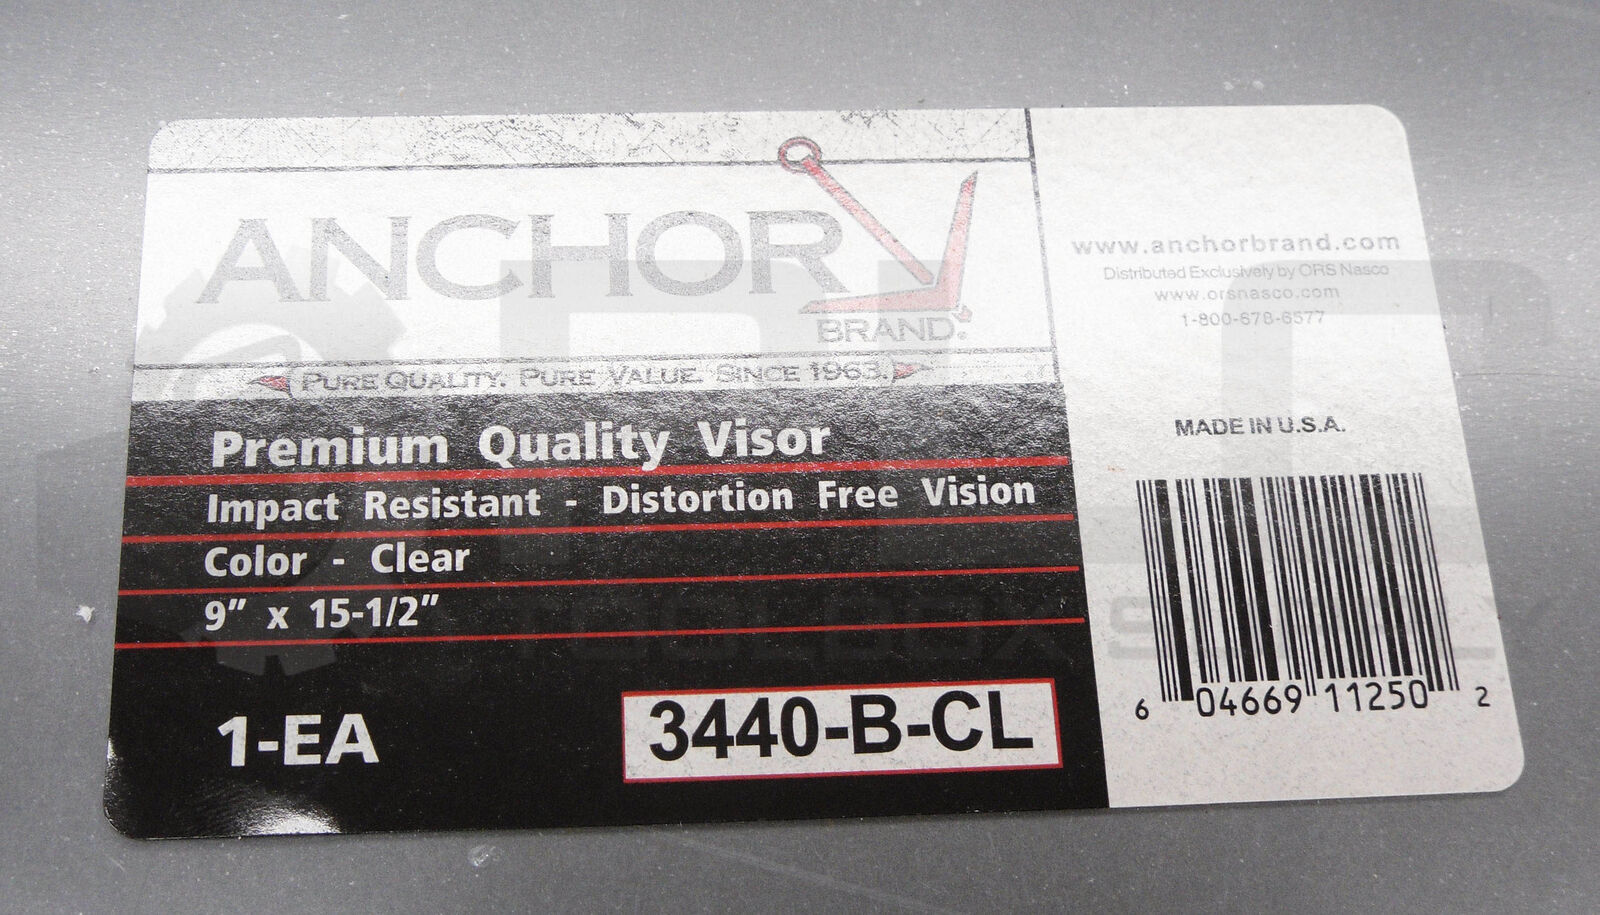 ANCHOR
BRAND®
PURE QUALITY. PURE VALUE. SINCE 1963.
Premium Quality Visor
Impact Resistant - Distortion Free Vision
Color - Clear
9" x 15-1/2"
1-EA
3440-B-CL
www.anchorbrand.com
Distributed Exclusively by ORS Nasco
www.orsnasco.com
1-800-678-6577
MADE IN U.S.A.
6 04669 11250 2
TOOLBOX SUPPLY